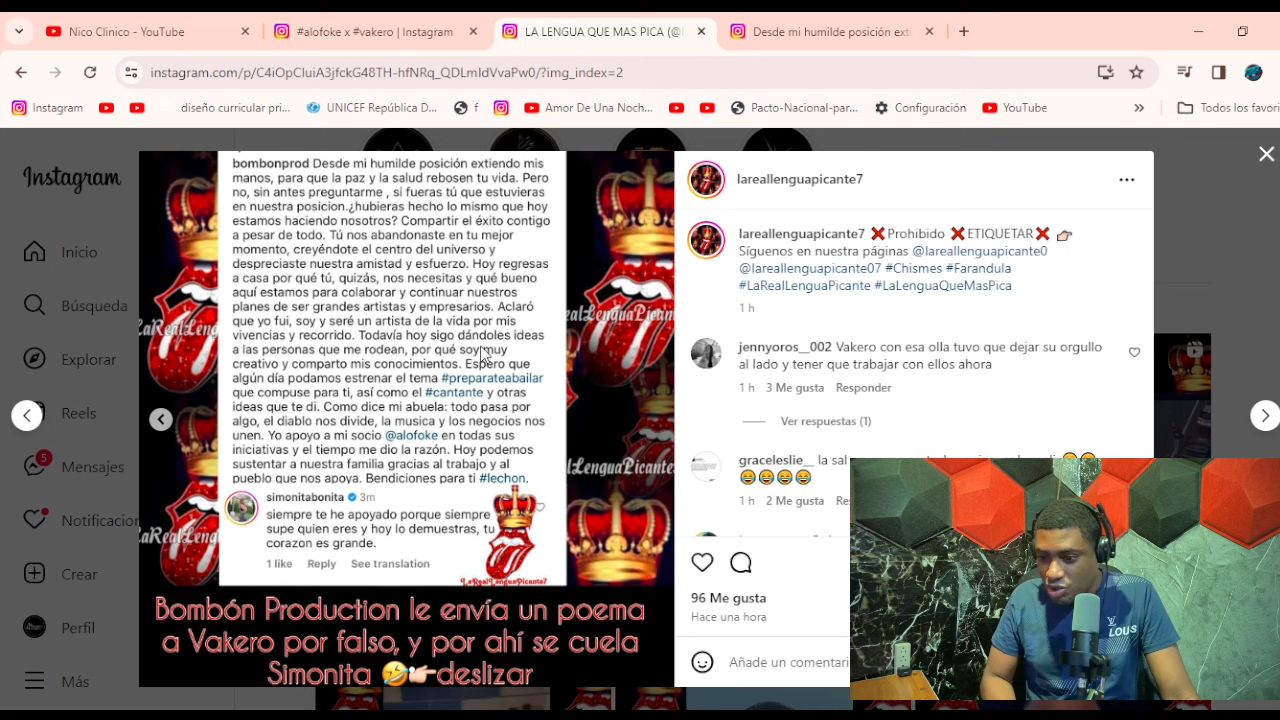 Nico Clinico - YouTube
#alofoke x #vakero | Instagram
LA LENGUA QUE MAS PICA (@
Desde mi humilde posición exti
instagram.com/p/C4iOpCluiA3jfckG48TH-hfNRq_QDLmIdVvaPw0/?img_index=2
Instagram
diseño curricular pri...
UNICEF República D...
f
Amor De Una Noch...
Pacto-Nacional-par...
Configuración
YouTube
Todos los favori
Instagram
Inicio
Búsqueda
Explorar
Reels
5
Mensajes
Notificacion
Crear
Perfil
Más
bombonprod Desde mi humilde posición extiendo mis
manos, para que la paz y la salud rebosen tu vida. Pero
no, sin antes preguntarme , si fueras tú que estuvieras
en nuestra posicion.¿hubieras hecho lo mismo que hoy
estamos haciendo nosotros? Compartir el éxito contigo
a pesar de todo. Tú nos abandonaste en tu mejor
momento, creyéndote el centro del universo y
despreciaste nuestra amistad y esfuerzo. Hoy regresas
a casa por qué tú, quizás, nos necesitas y qué bueno
aquí estamos para colaborar y continuar nuestros
planes de ser grandes artistas y empresarios. Aclaró
que yo fui, soy y seré un artista de la vida por mis
vivencias y recorrido. Todavía hoy sigo dándoles ideas
a las personas que me rodean, por qué soy muy
creativo y comparto mis conocimientos. Espero que
algún día podamos estrenar el tema #preparateabailar
que compuse para ti, así como el #cantante y otras
ideas que te di. Como dice mi abuela: todo pasa por
algo, el diablo nos divide, la musica y los negocios nos
unen. Yo apoyo a mi socio @alofoke en todas sus
iniciativas y el tiempo me dio la razón. Hoy podemos
sustentar a nuestra familia gracias al trabajo y al
pueblo que nos apoya. Bendiciones para ti #lechon.
simonitabonita 3m
siempre te he apoyado porque siempre
supe quien eres y hoy lo demuestras, tu
corazon es grande.
1 like Reply See translation
LaRealLenguaPicante7
Bombón Production le envía un poema
a Vakero por falso, y por ahí se cuela
Simonita 🤣👉🏻deslizar
lareallenguapicante7
lareallenguapicante7 ❌Prohibido ❌ETIQUETAR❌ 👉🏻
Síguenos en nuestra páginas @lareallenguapicante0
@lareallenguapicante07 #Chismes #Farandula
#LaRealLenguaPicante #LaLenguaQueMasPica
1 h
jennyoros__002 Vakero con esa olla tuvo que dejar su orgullo
al lado y tener que trabajar con ellos ahora
1 h 3 Me gusta Responder
Ver respuestas (1)
graceleslie__ la sal
😂😂😂😂
1 h 2 Me gusta Re
96 Me gusta
Hace una hora
Añade un comentari
LOUS